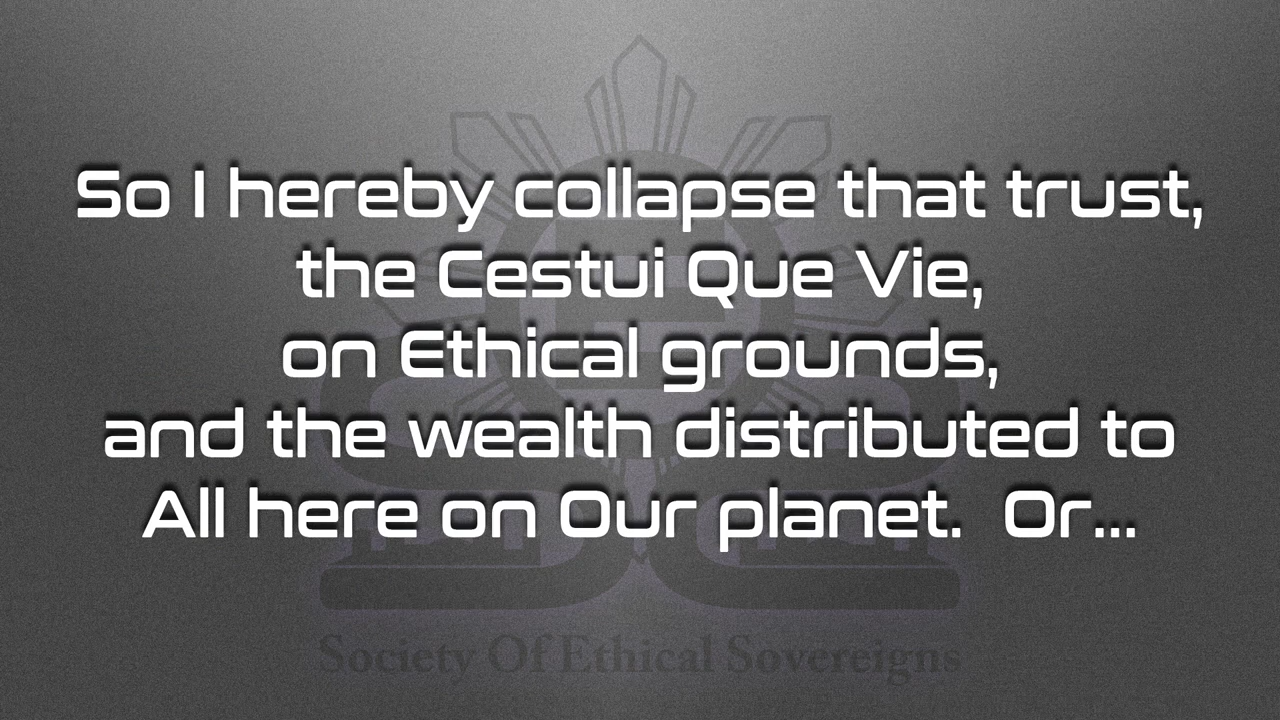 So I hereby collapse that trust,
the Cestui Que Vie,
on Ethical grounds,
and the wealth distributed to
All here on Our planet.  Or...
Society Of Ethical Sovereigns